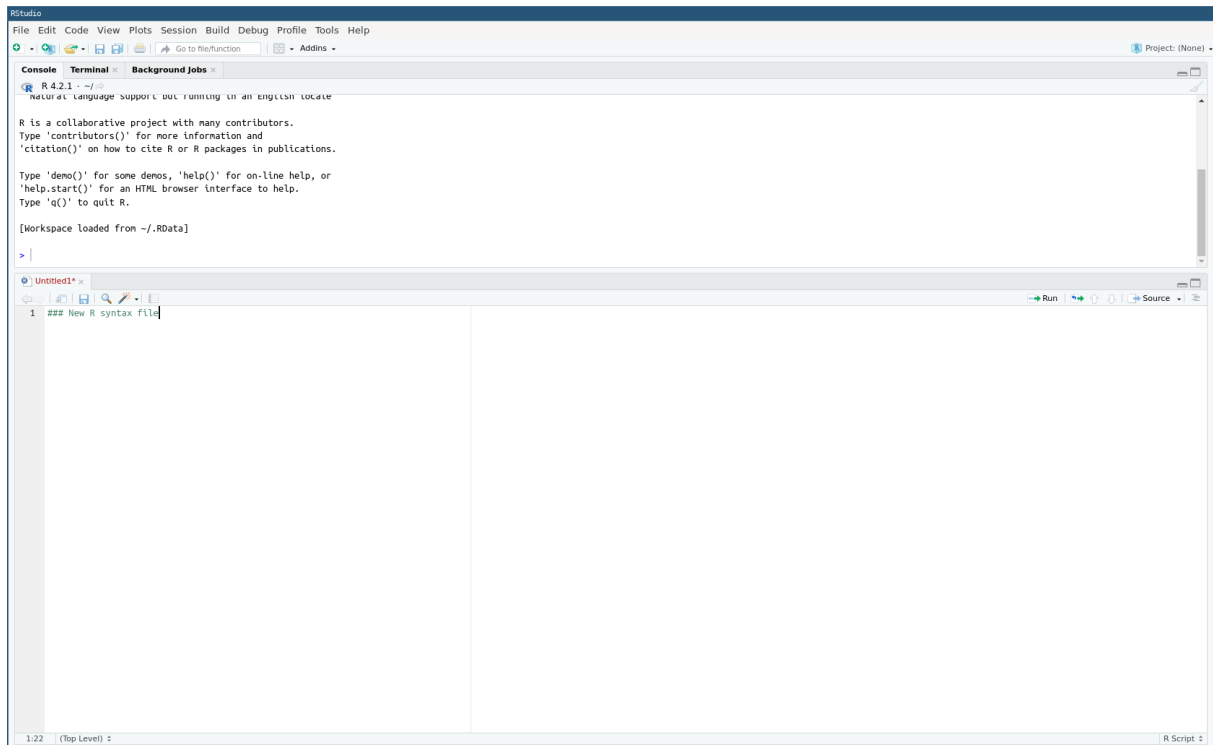 RStudio
File Edit Code View Plots Session Build Debug Profile Tools Help
Go to file/function Addins Project: (None)
Console Terminal Background Jobs
R 4.2.1 · ~/
Natural language support but running in an English locale
R is a collaborative project with many contributors.
Type 'contributors()' for more information and
'citation()' on how to cite R or R packages in publications.
Type 'demo()' for some demos, 'help()' for on-line help, or
'help.start()' for an HTML browser interface to help.
Type 'q()' to quit R.
[Workspace loaded from ~/.RData]
>
Untitled1*
Run Source
1 ### New R syntax file
1:22 (Top Level) R Script